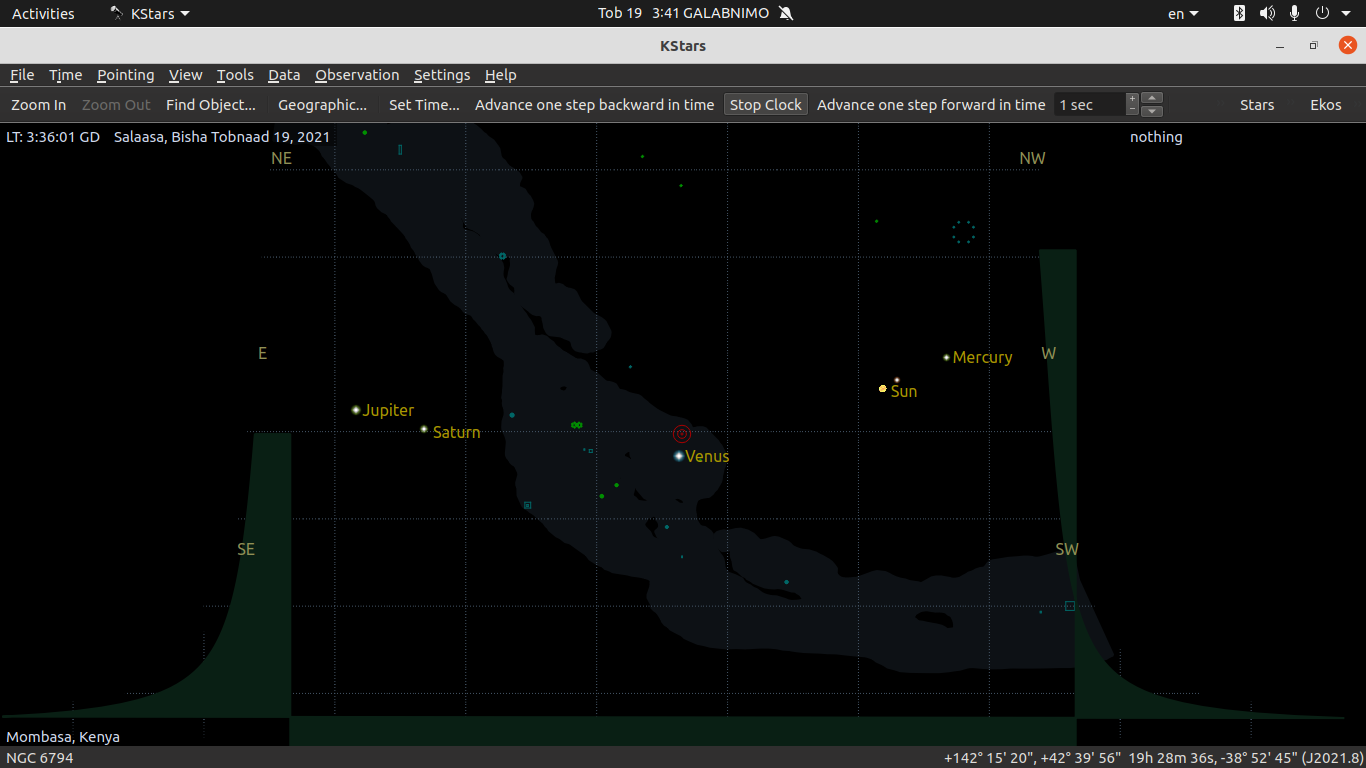 Activities KStars Tob 19 3:41 GALABNIMO en
KStars
File Time Pointing View Tools Data Observation Settings Help
Zoom In Zoom Out Find Object... Geographic... Set Time... Advance one step backward in time Stop Clock Advance one step forward in time 1 sec Stars Ekos
LT: 3:36:01 GD Salaasa, Bisha Tobnaad 19, 2021 nothing
NE NW
E Mercury W
Sun
Jupiter
Saturn
Venus
SE SW
Mombasa, Kenya
NGC 6794 +142° 15' 20", +42° 39' 56" 19h 28m 36s, -38° 52' 45" (J2021.8)